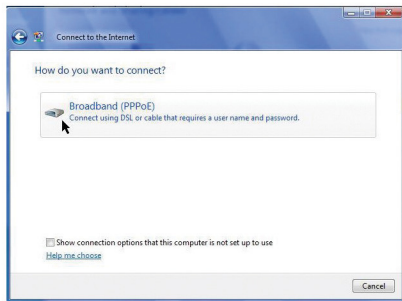 Connect to the Internet
How do you want to connect?
Broadband (PPPoE)
Connect using DSL or cable that requires a user name and password.
Show connection options that this computer is not set up to use
Help me choose
Cancel